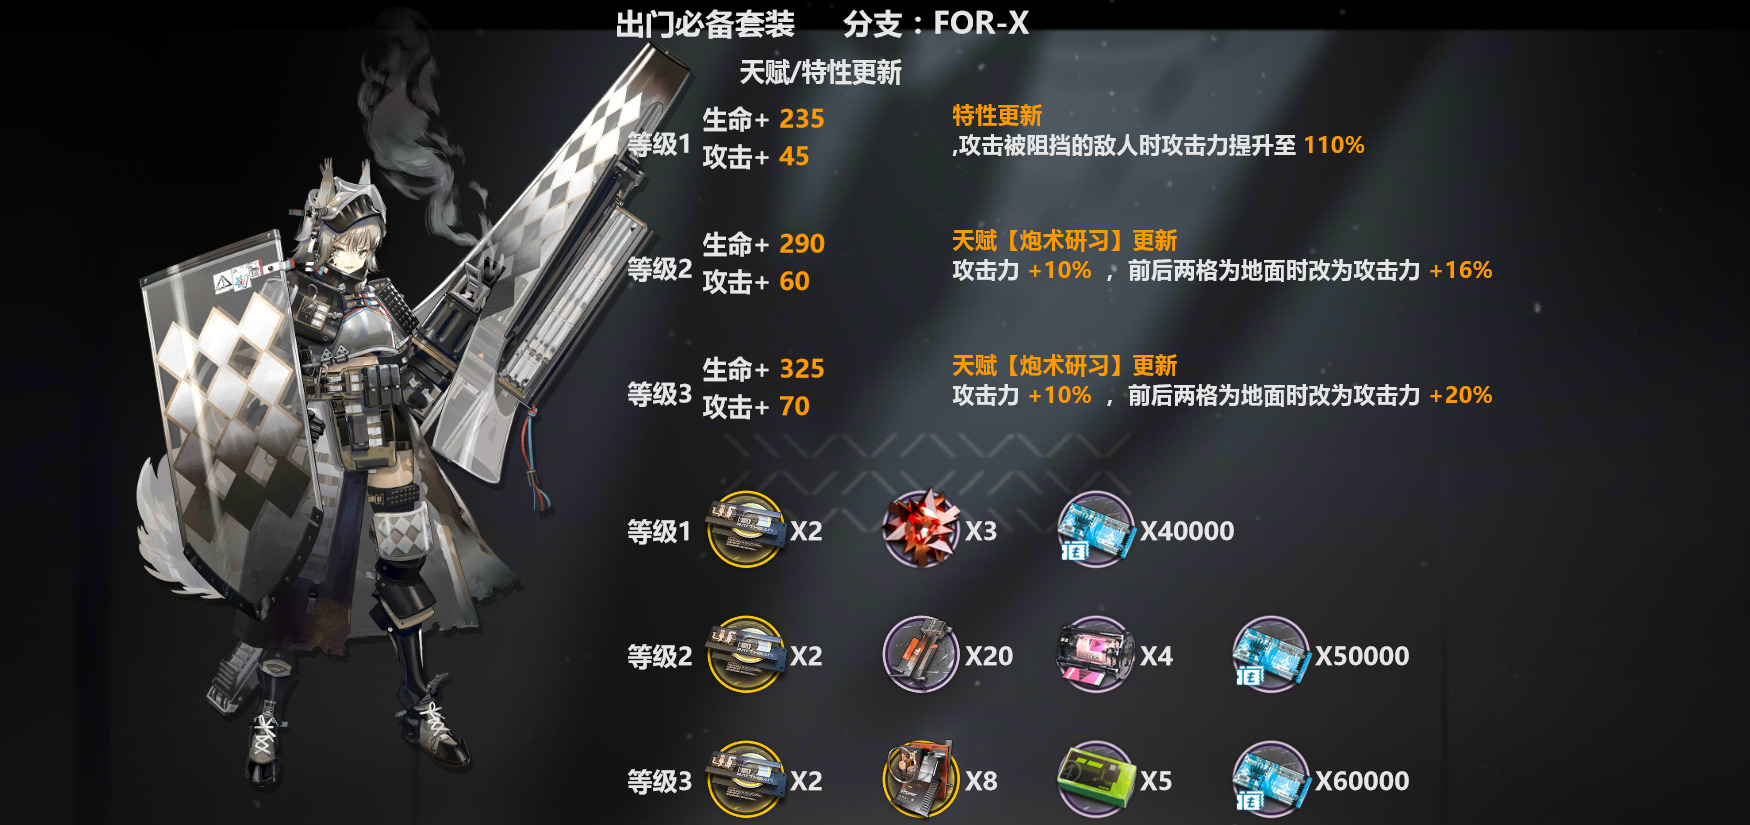 出门必备套装 分支：FOR-X
天赋/特性更新
等级1
生命+ 235
攻击+ 45
特性更新
,攻击被阻挡的敌人时攻击力提升至 110%
等级2
生命+ 290
攻击+ 60
天赋【炮术研习】更新
攻击力 +10% ，前后两格为地面时改为攻击力 +16%
等级3
生命+ 325
攻击+ 70
天赋【炮术研习】更新
攻击力 +10% ，前后两格为地面时改为攻击力 +20%
等级1 X2 X3 X40000
等级2 X2 X20 X4 X50000
等级3 X2 X8 X5 X60000